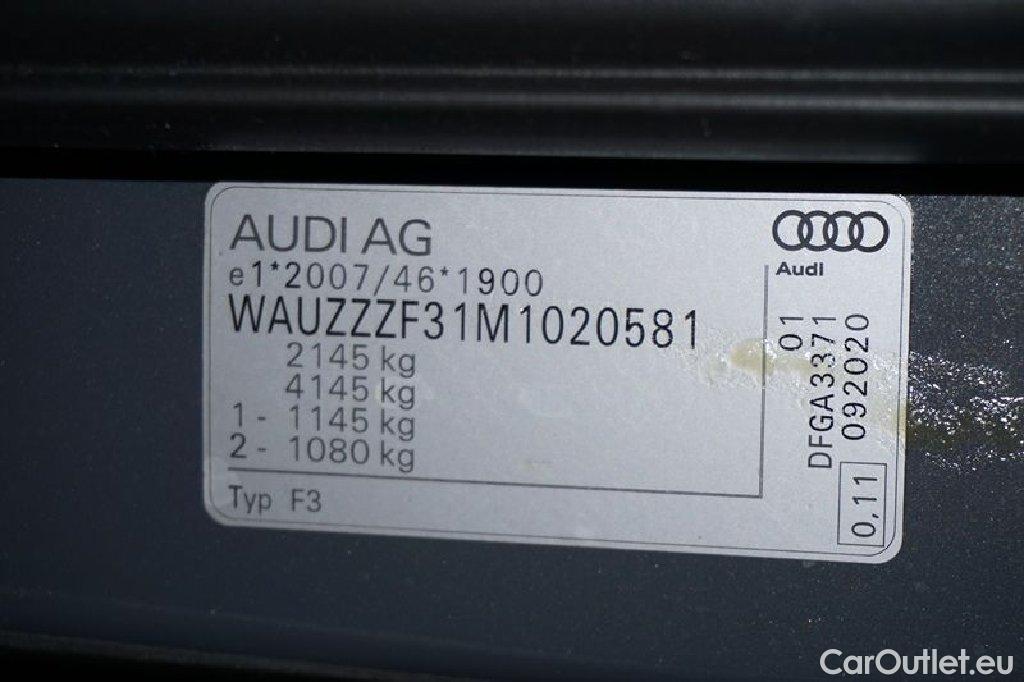 AUDI AG
e1*2007/46*1900
WAUZZZF31M1020581
2145 kg
4145 kg
1 - 1145 kg
2 - 1080 kg
Typ F3
Audi
01
DFGA3371
092020
0,11
CarOutlet.eu